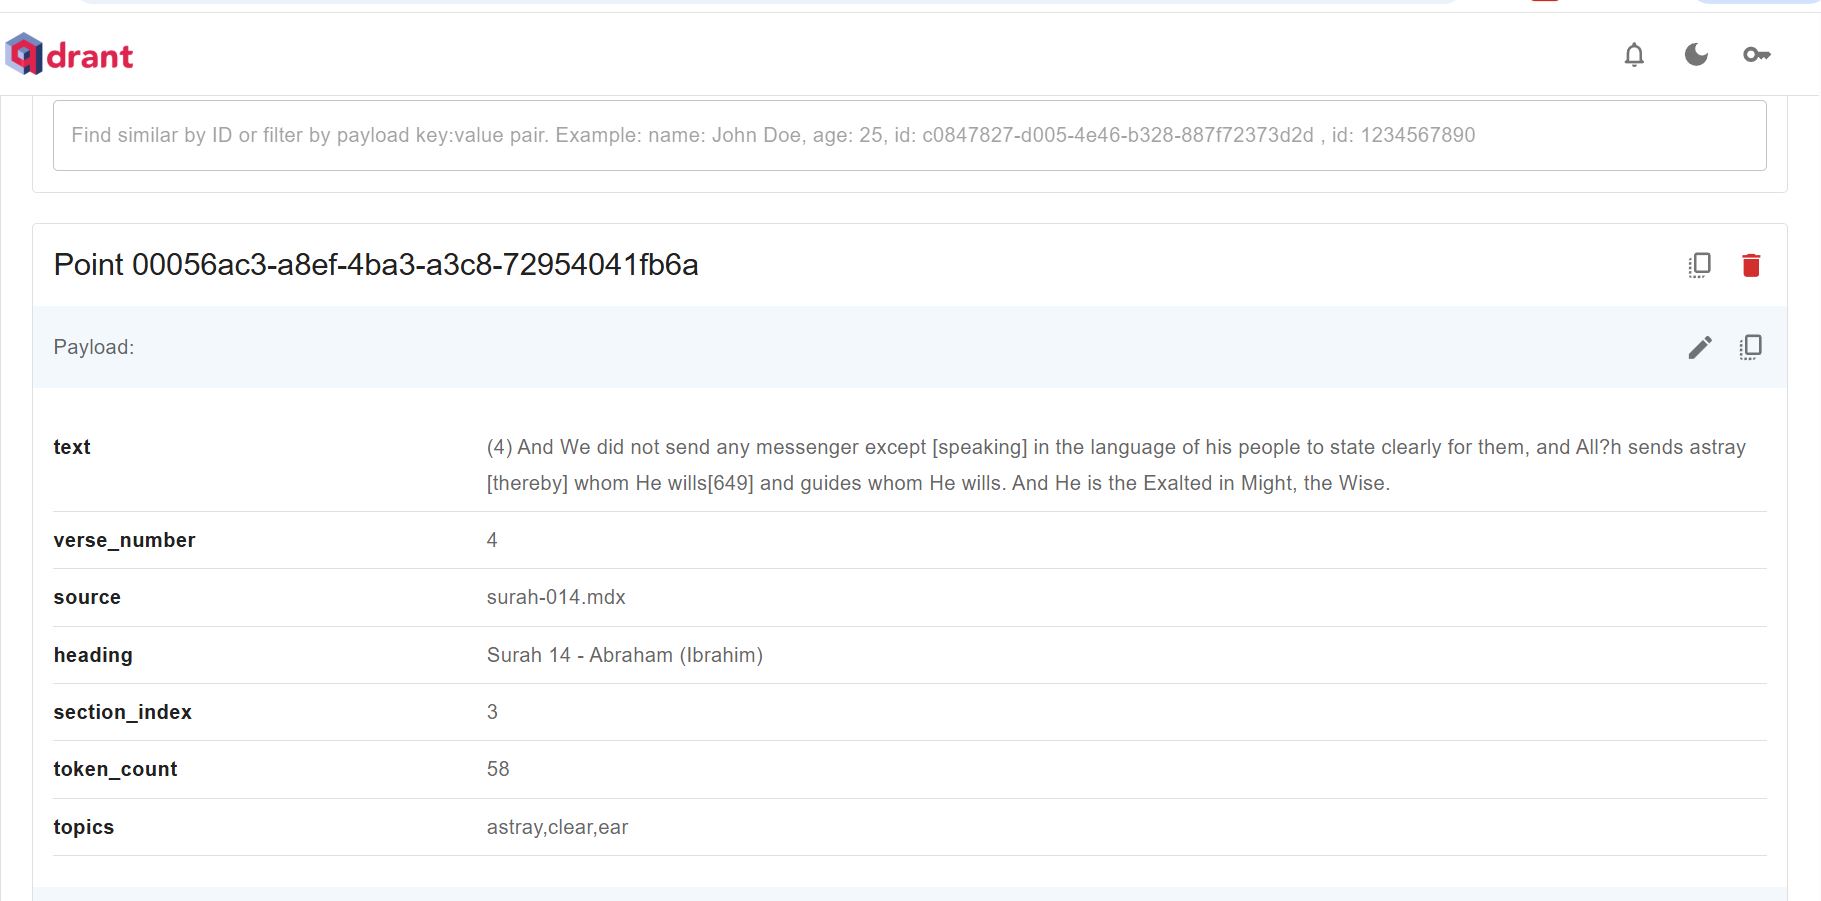 qdrant
Find similar by ID or filter by payload key:value pair. Example: name: John Doe, age: 25, id: c0847827-d005-4e46-b328-887f72373d2d , id: 1234567890
Point 00056ac3-a8ef-4ba3-a3c8-72954041fb6a
Payload:
text
(4) And We did not send any messenger except [speaking] in the language of his people to state clearly for them, and All?h sends astray
[thereby] whom He wills[649] and guides whom He wills. And He is the Exalted in Might, the Wise.
verse_number 4
source surah-014.mdx
heading Surah 14 - Abraham (Ibrahim)
section_index 3
token_count 58
topics astray,clear,ear